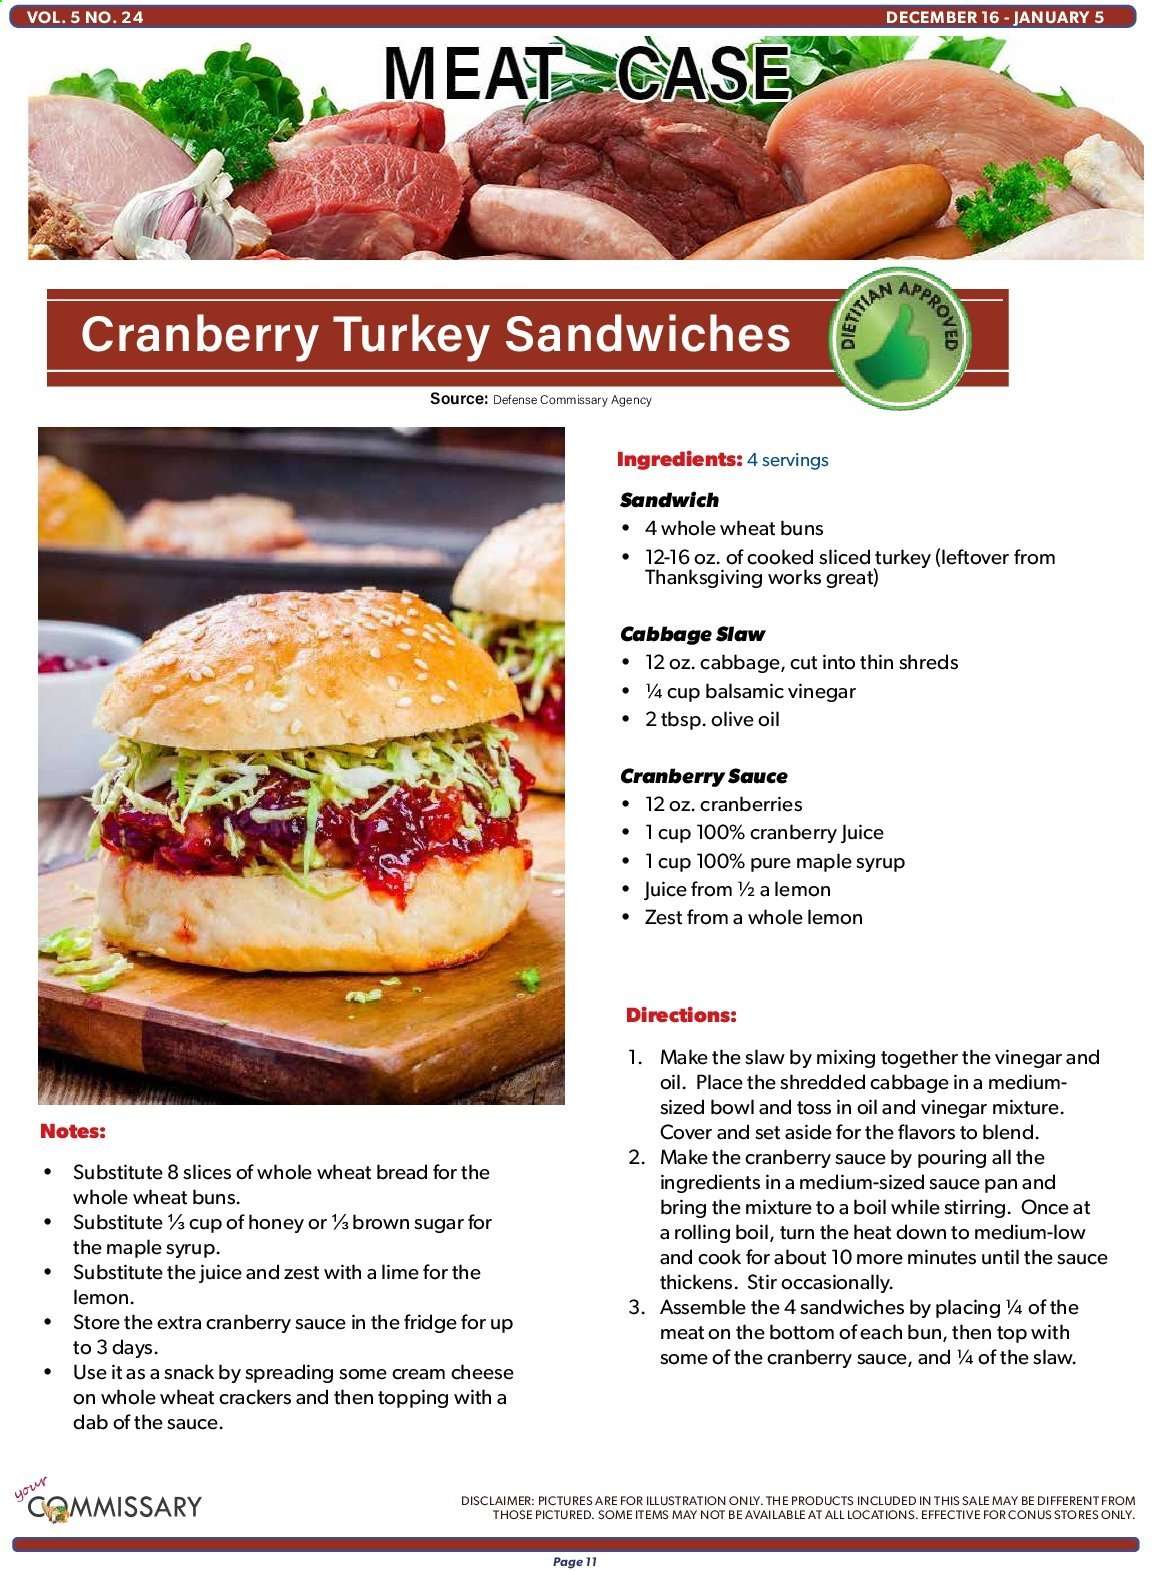 VOL. 5 NO. 24
DECEMBER 16 - JANUARY 5
MEAT CASE
Cranberry Turkey Sandwiches
DIETITIAN APPROVED
Source: Defense Commissary Agency
Ingredients: 4 servings
Sandwich
• 4 whole wheat buns
• 12-16 oz. of cooked sliced turkey (leftover from
Thanksgiving works great)
Cabbage Slaw
• 12 oz. cabbage, cut into thin shreds
• ¼ cup balsamic vinegar
• 2 tbsp. olive oil
Cranberry Sauce
• 12 oz. cranberries
• 1 cup 100% cranberry Juice
• 1 cup 100% pure maple syrup
• Juice from ½ a lemon
• Zest from a whole lemon
Directions:
1. Make the slaw by mixing together the vinegar and
oil. Place the shredded cabbage in a medium-
sized bowl and toss in oil and vinegar mixture.
Cover and set aside for the flavors to blend.
2. Make the cranberry sauce by pouring all the
ingredients in a medium-sized sauce pan and
bring the mixture to a boil while stirring. Once at
a rolling boil, turn the heat down to medium-low
and cook for about 10 more minutes until the sauce
thickens. Stir occasionally.
3. Assemble the 4 sandwiches by placing ¼ of the
meat on the bottom of each bun, then top with
some of the cranberry sauce, and ¼ of the slaw.
Notes:
• Substitute 8 slices of whole wheat bread for the
whole wheat buns.
• Substitute ⅓ cup of honey or ⅓ brown sugar for
the maple syrup.
• Substitute the juice and zest with a lime for the
lemon.
• Store the extra cranberry sauce in the fridge for up
to 3 days.
• Use it as a snack by spreading some cream cheese
on whole wheat crackers and then topping with a
dab of the sauce.
your
COMMISSARY
DISCLAIMER: PICTURES ARE FOR ILLUSTRATION ONLY. THE PRODUCTS INCLUDED IN THIS SALE MAY BE DIFFERENT FROM
THOSE PICTURED. SOME ITEMS MAY NOT BE AVAILABLE AT ALL LOCATIONS. EFFECTIVE FOR CONUS STORES ONLY.
Page 11